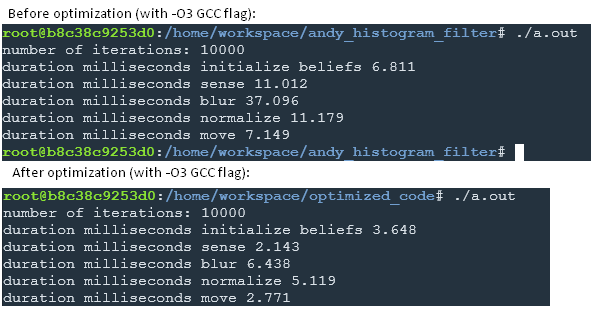 Before optimization (with -O3 GCC flag):
root@b8c38c9253d0:/home/workspace/andy_histogram_filter# ./a.out
number of iterations: 10000
duration milliseconds initialize beliefs 6.811
duration milliseconds sense 11.012
duration milliseconds blur 37.096
duration milliseconds normalize 11.179
duration milliseconds move 7.149
root@b8c38c9253d0:/home/workspace/andy_histogram_filter#
After optimization (with -O3 GCC flag):
root@b8c38c9253d0:/home/workspace/optimized_code# ./a.out
number of iterations: 10000
duration milliseconds initialize beliefs 3.648
duration milliseconds sense 2.143
duration milliseconds blur 6.438
duration milliseconds normalize 5.119
duration milliseconds move 2.771